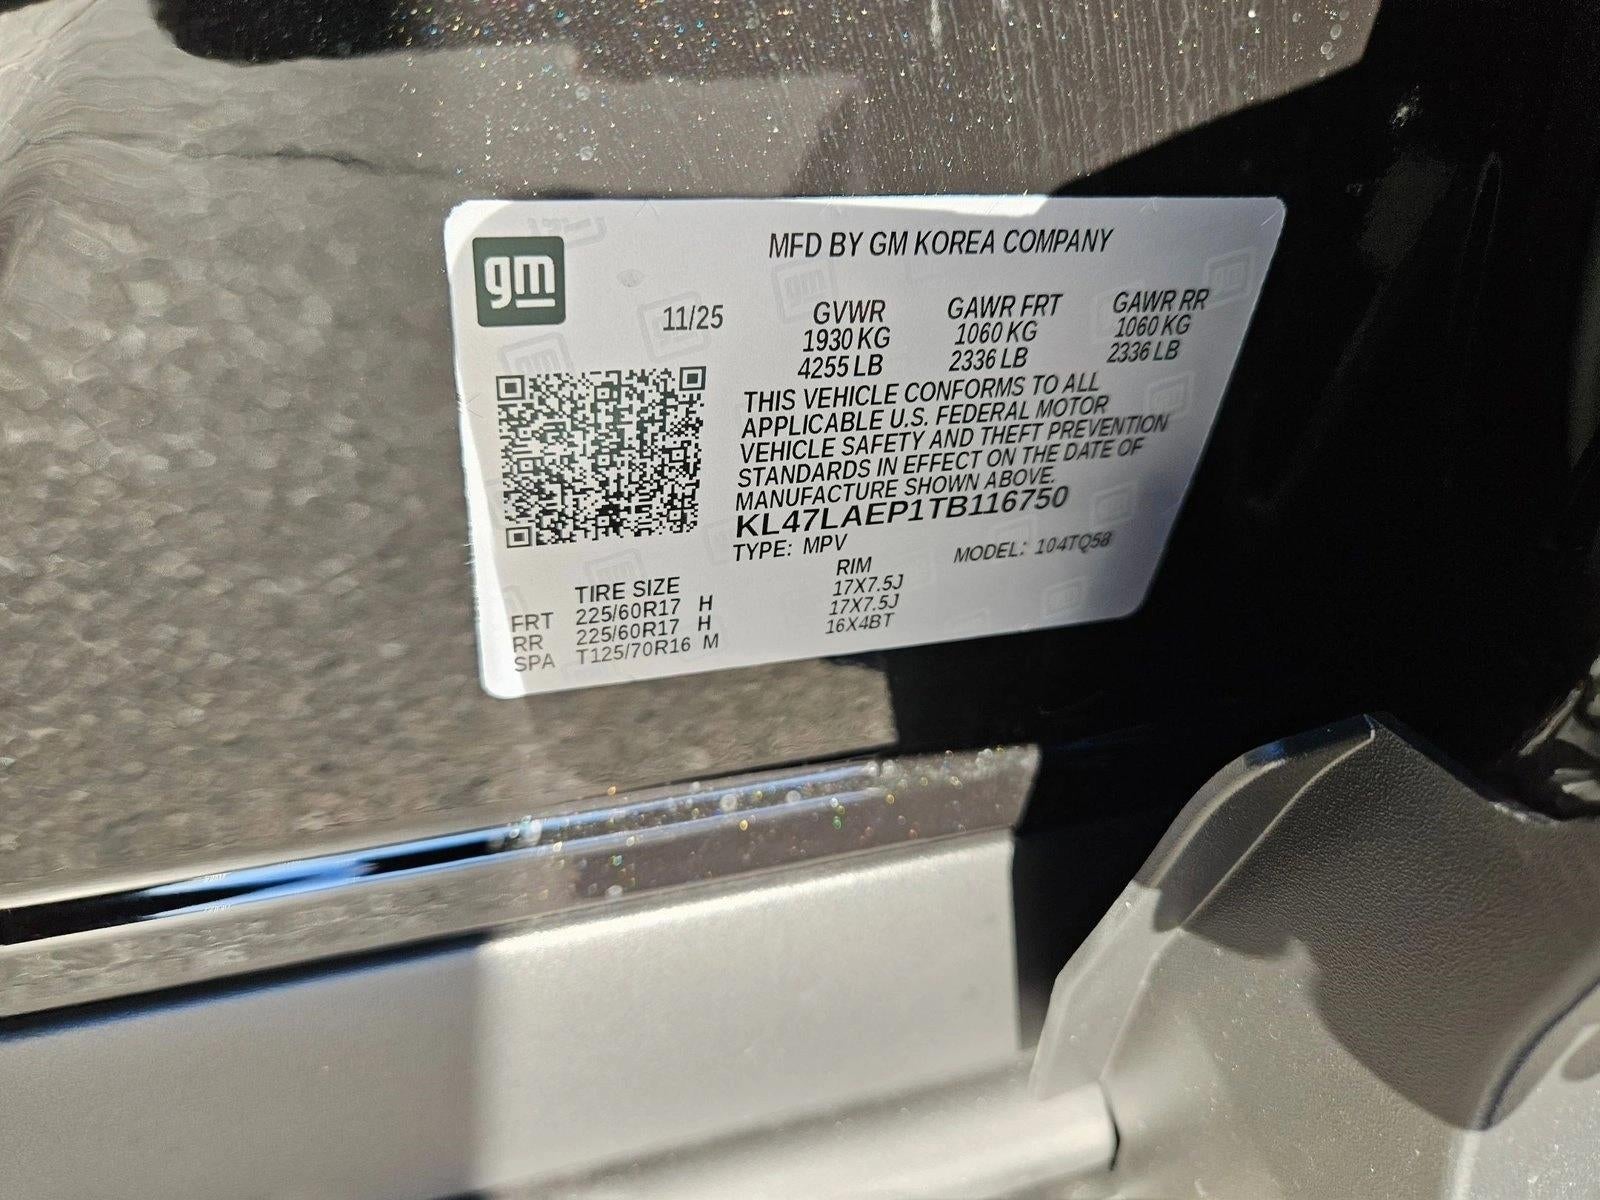 gm
MFD BY GM KOREA COMPANY
11/25
GVWR GAWR FRT GAWR RR
1930 KG 1060 KG 1060 KG
4255 LB 2336 LB 2336 LB
THIS VEHICLE CONFORMS TO ALL
APPLICABLE U.S. FEDERAL MOTOR
VEHICLE SAFETY AND THEFT PREVENTION
STANDARDS IN EFFECT ON THE DATE OF
MANUFACTURE SHOWN ABOVE.
KL47LAEP1TB116750
TYPE: MPV MODEL: 104TQ58
TIRE SIZE RIM
FRT 225/60R17 H 17X7.5J
RR 225/60R17 H 17X7.5J
SPA T125/70R16 M 16X4BT